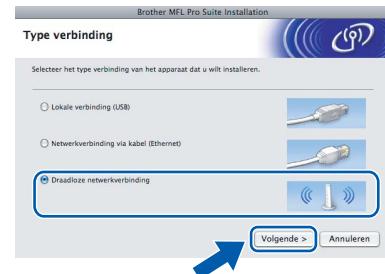 Brother MFL Pro Suite Installation
Type verbinding
Selecteer het type verbinding van het apparaat dat u wilt installeren.
Lokale verbinding (USB)
Netwerkverbinding via kabel (Ethernet)
Draadloze netwerkverbinding
Volgende > Annuleren